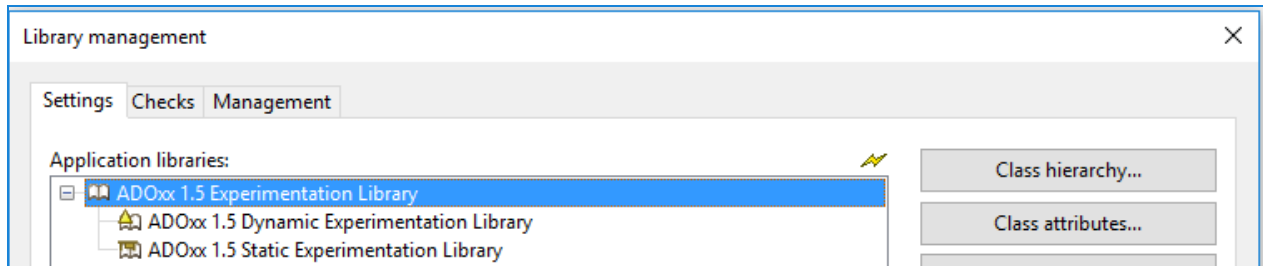 Library management
Settings Checks Management
Application libraries:
Class hierarchy...
ADOxx 1.5 Experimentation Library
ADOxx 1.5 Dynamic Experimentation Library
Class attributes...
ADOxx 1.5 Static Experimentation Library